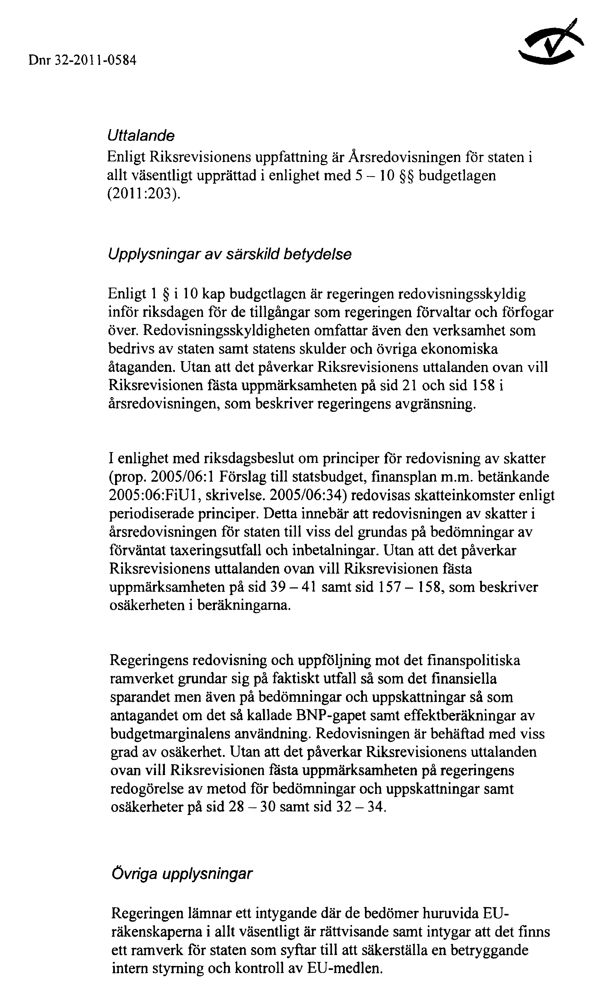 Dnr 32-2011-0584
Uttalande
Enligt Riksrevisionens uppfattning är Årsredovisningen för staten i
allt väsentligt upprättad i enlighet med 5 – 10 §§ budgetlagen
(2011:203).
Upplysningar av särskild betydelse
Enligt 1 § i 10 kap budgetlagen är regeringen redovisningsskyldig
inför riksdagen för de tillgångar som regeringen förvaltar och förfogar
över. Redovisningsskyldigheten omfattar även den verksamhet som
bedrivs av staten samt statens skulder och övriga ekonomiska
åtaganden. Utan att det påverkar Riksrevisionens uttalanden ovan vill
Riksrevisionen fästa uppmärksamheten på sid 21 och sid 158 i
årsredovisningen, som beskriver regeringens avgränsning.
I enlighet med riksdagsbeslut om principer för redovisning av skatter
(prop. 2005/06:1 Förslag till statsbudget, finansplan m.m. betänkande
2005:06:FiU1, skrivelse. 2005/06:34) redovisas skatteinkomster enligt
periodiserade principer. Detta innebär att redovisningen av skatter i
årsredovisningen för staten till viss del grundas på bedömningar av
förväntat taxeringsutfall och inbetalningar. Utan att det påverkar
Riksrevisionens uttalanden ovan vill Riksrevisionen fästa
uppmärksamheten på sid 39 – 41 samt sid 157 – 158, som beskriver
osäkerheten i beräkningarna.
Regeringens redovisning och uppföljning mot det finanspolitiska
ramverket grundar sig på faktiskt utfall så som det finansiella
sparandet men även på bedömningar och uppskattningar så som
antagandet om det så kallade BNP-gapet samt effektberäkningar av
budgetmarginalens användning. Redovisningen är behäftad med viss
grad av osäkerhet. Utan att det påverkar Riksrevisionens uttalanden
ovan vill Riksrevisionen fästa uppmärksamheten på regeringens
redogörelse av metod för bedömningar och uppskattningar samt
osäkerheter på sid 28 – 30 samt sid 32 – 34.
Övriga upplysningar
Regeringen lämnar ett intygande där de bedömer huruvida EU-
räkenskaperna i allt väsentligt är rättvisande samt intygar att det finns
ett ramverk för staten som syftar till att säkerställa en betryggande
intern styrning och kontroll av EU-medlen.